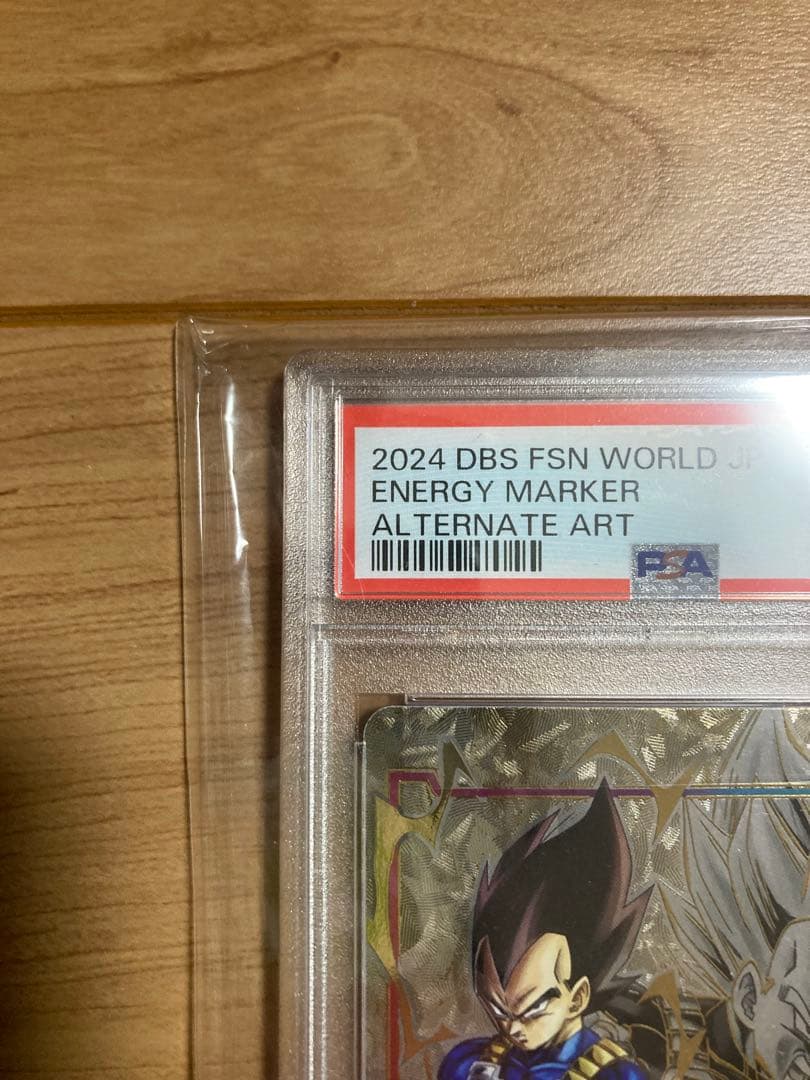 2024 DBS FSN WORLD JP
ENERGY MARKER
ALTERNATE ART
PSA